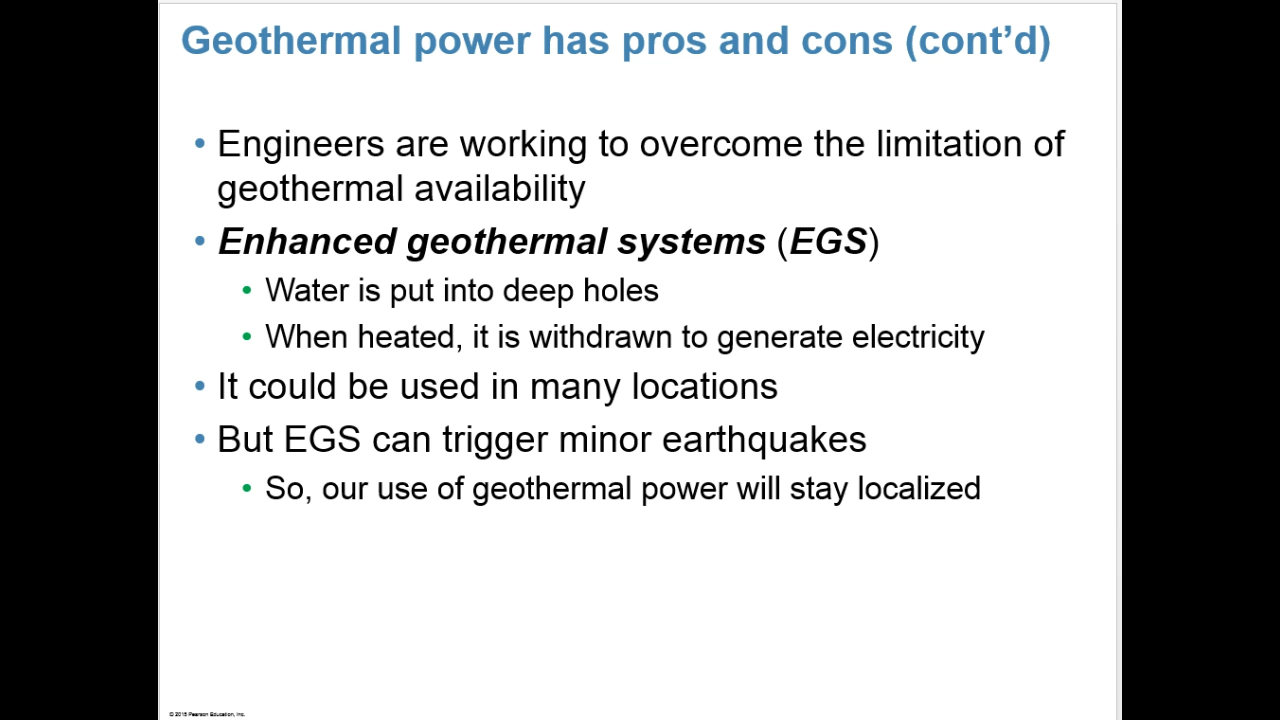 Geothermal power has pros and cons (cont’d)
• Engineers are working to overcome the limitation of
geothermal availability
• Enhanced geothermal systems (EGS)
• Water is put into deep holes
• When heated, it is withdrawn to generate electricity
• It could be used in many locations
• But EGS can trigger minor earthquakes
• So, our use of geothermal power will stay localized
© 2015 Pearson Education, Inc.